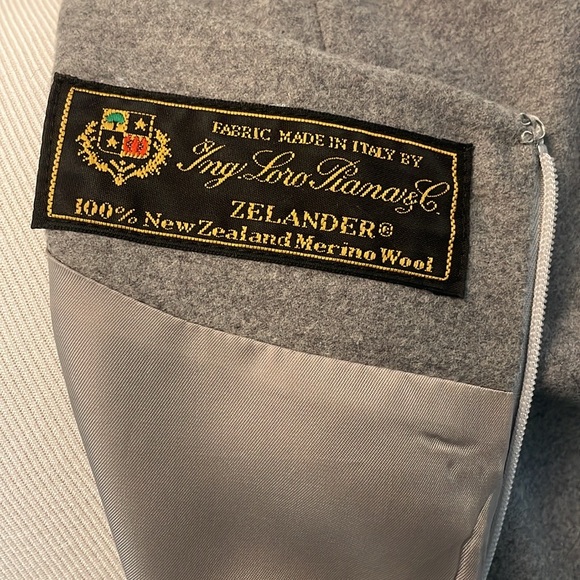 FABRIC MADE IN ITALY BY
Ing. Loro Piana & C.
ZELANDER®
100% New Zealand Merino Wool